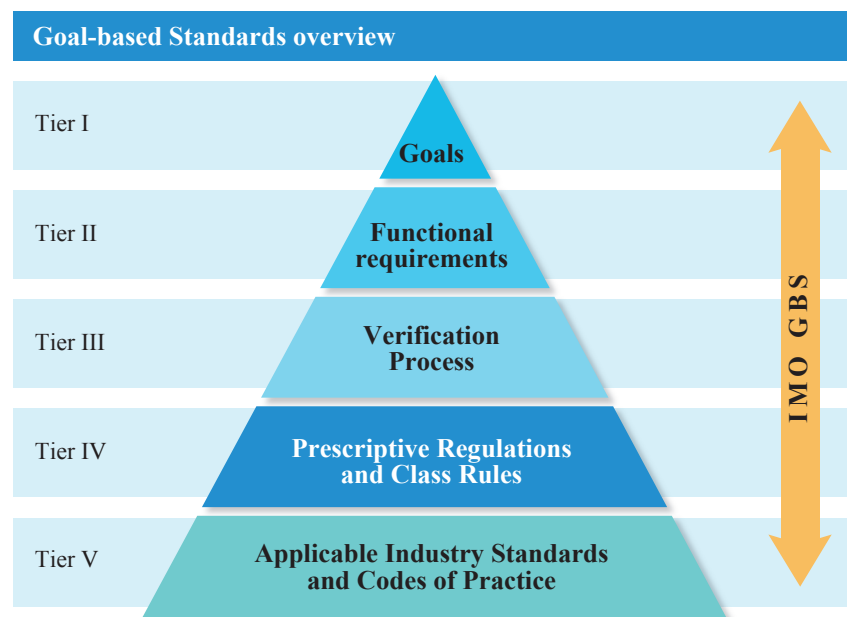 Goal-based Standards overview
Tier I
Goals
Tier II
Functional
requirements
Tier III
Verification
Process
Tier IV
Prescriptive Regulations
and Class Rules
Tier V
Applicable Industry Standards
and Codes of Practice
IMO GBS